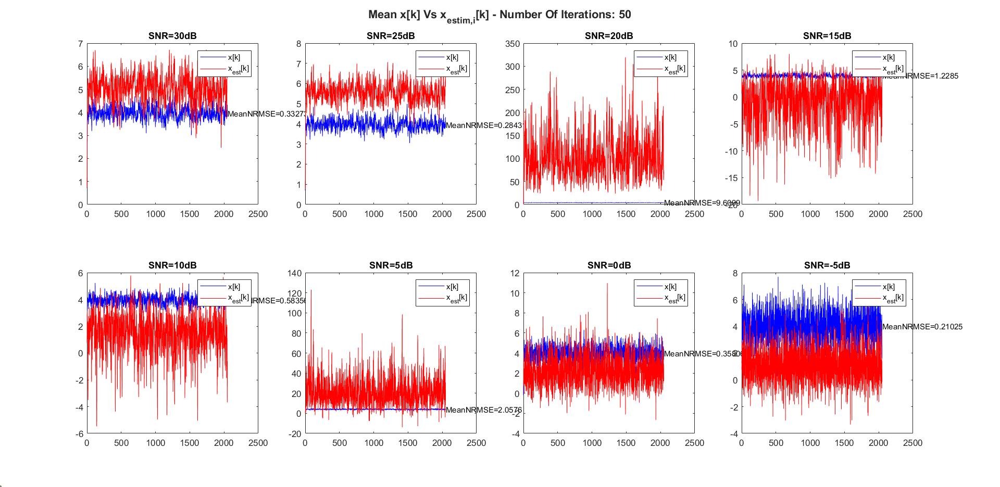 Mean x[k] Vs x_estim,i[k] - Number Of Iterations: 50
SNR=30dB
7
6
5
4
3
2
1
0
0 500 1000 1500 2000 2500
x[k]
x_est[k]
MeanNRMSE=0.3327
SNR=25dB
8
7
6
5
4
3
2
1
0
0 500 1000 1500 2000 2500
x[k]
x_est[k]
MeanNRMSE=0.2843
SNR=20dB
350
300
250
200
150
100
50
0
0 500 1000 1500 2000 2500
x[k]
x_est[k]
MeanNRMSE=9.6099
SNR=15dB
10
5
0
-5
-10
-15
-20
0 500 1000 1500 2000 2500
x[k]
x_est[k]
MeanNRMSE=1.2285
SNR=10dB
6
4
2
0
-2
-4
-6
0 500 1000 1500 2000 2500
x[k]
x_est[k]
NRMSE=0.5835
SNR=5dB
140
120
100
80
60
40
20
0
-20
0 500 1000 1500 2000 2500
x[k]
x_est[k]
MeanNRMSE=2.0576
SNR=0dB
12
10
8
6
4
2
0
-2
-4
0 500 1000 1500 2000 2500
x[k]
x_est[k]
SNR=-5dB
8
6
4
2
0
-2
-4
0 500 1000 1500 2000 2500
x[k]
x_est[k]
MeanNRMSE=0.21025